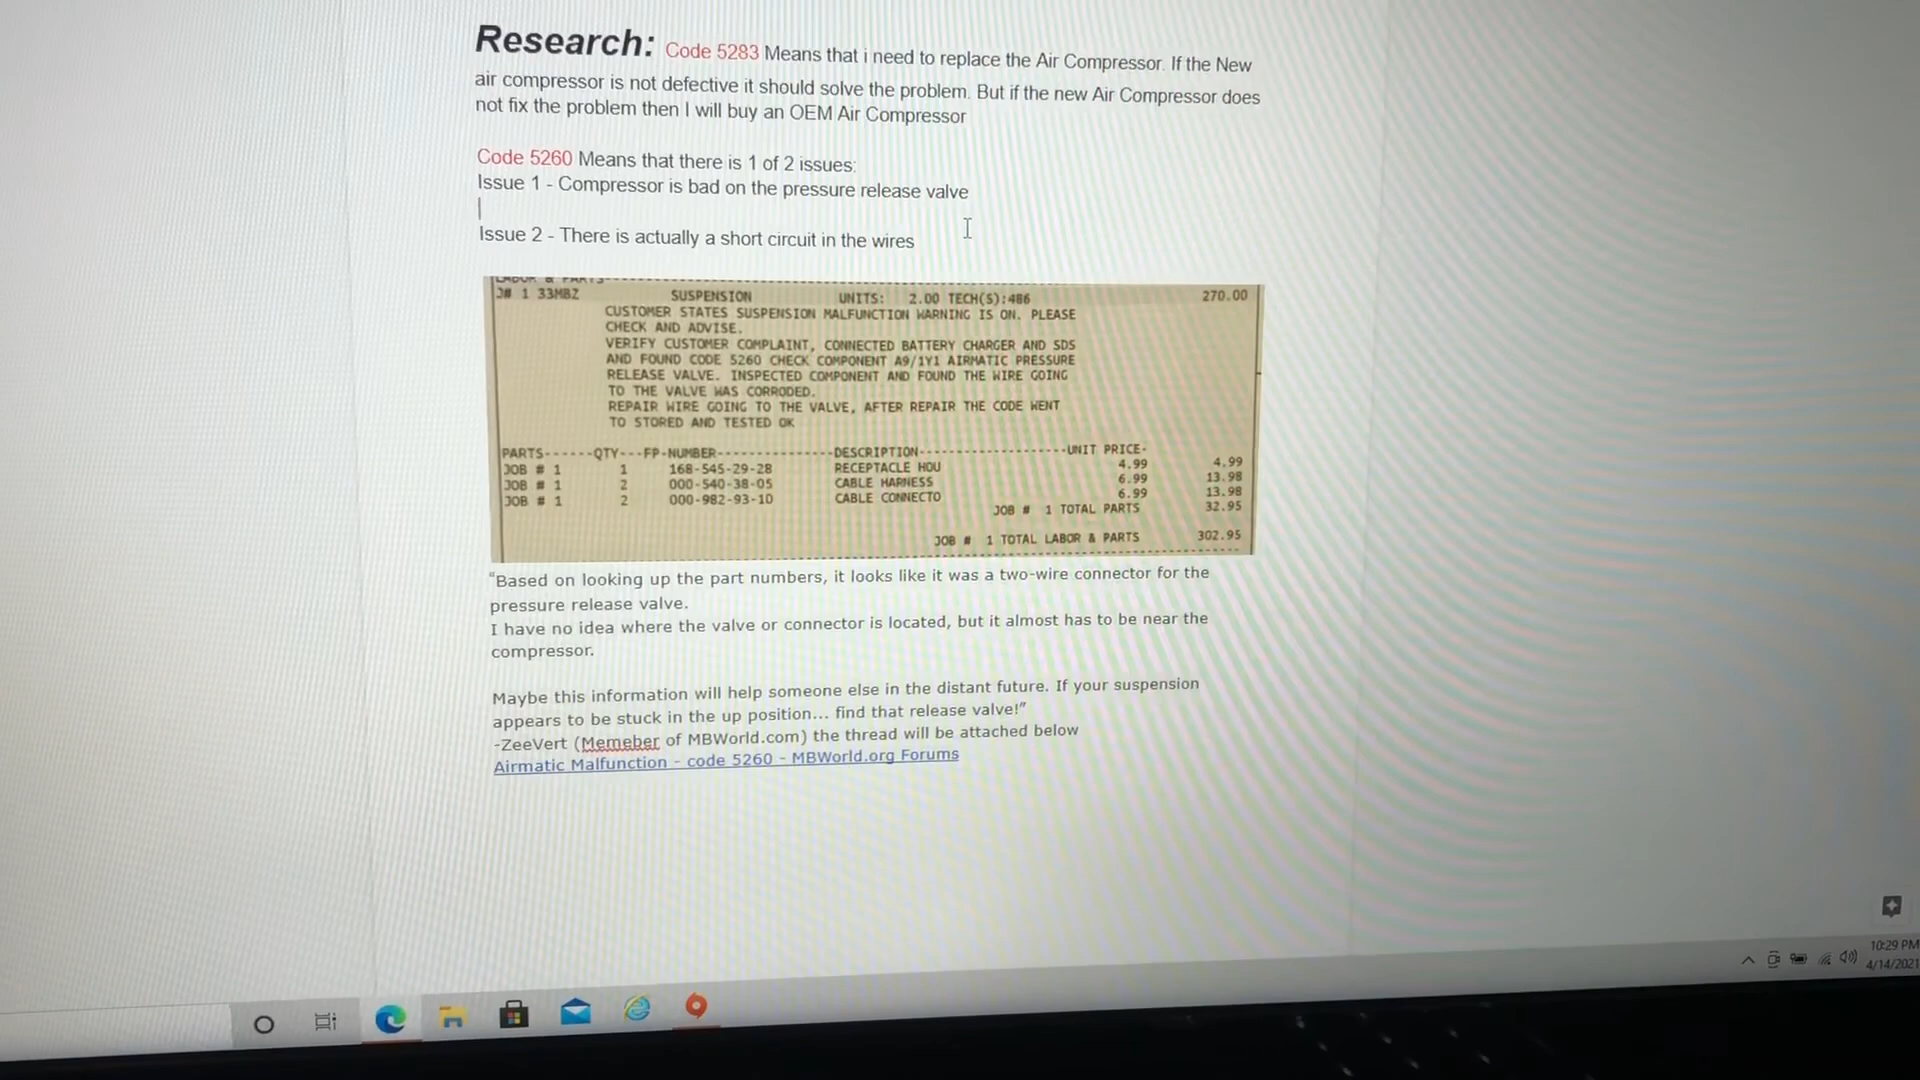 Research: Code 5283 Means that i need to replace the Air Compressor. If the New
air compressor is not defective it should solve the problem. But if the new Air Compressor does
not fix the problem then I will buy an OEM Air Compressor
Code 5260 Means that there is 1 of 2 issues:
Issue 1 - Compressor is bad on the pressure release valve
Issue 2 - There is actually a short circuit in the wires
LABOR & PARTS
J# 1 33MBZ SUSPENSION UNITS: 2.00 TECH(S):486 270.00
CUSTOMER STATES SUSPENSION MALFUNCTION WARNING IS ON. PLEASE
CHECK AND ADVISE.
VERIFY CUSTOMER COMPLAINT, CONNECTED BATTERY CHARGER AND SDS
AND FOUND CODE 5260 CHECK COMPONENT A9/1Y1 AIRMATIC PRESSURE
RELEASE VALVE. INSPECTED COMPONENT AND FOUND THE WIRE GOING
TO THE VALVE WAS CORRODED.
REPAIR WIRE GOING TO THE VALVE, AFTER REPAIR THE CODE WENT
TO STORED AND TESTED OK
PARTS------QTY---FP-NUMBER---------------DESCRIPTION--------------------UNIT PRICE-
JOB # 1 1 168-545-29-28 RECEPTACLE HOU 4.99 4.99
JOB # 1 2 000-540-38-05 CABLE HARNESS 6.99 13.98
JOB # 1 2 000-982-93-10 CABLE CONNECTO 6.99 13.98
JOB # 1 TOTAL PARTS 32.95
JOB # 1 TOTAL LABOR & PARTS 302.95
"Based on looking up the part numbers, it looks like it was a two-wire connector for the
pressure release valve.
I have no idea where the valve or connector is located, but it almost has to be near the
compressor.
Maybe this information will help someone else in the distant future. If your suspension
appears to be stuck in the up position... find that release valve!"
-ZeeVert (Memeber of MBWorld.com) the thread will be attached below
Airmatic Malfunction - code 5260 - MBWorld.org Forums
10:29 PM
4/14/2021